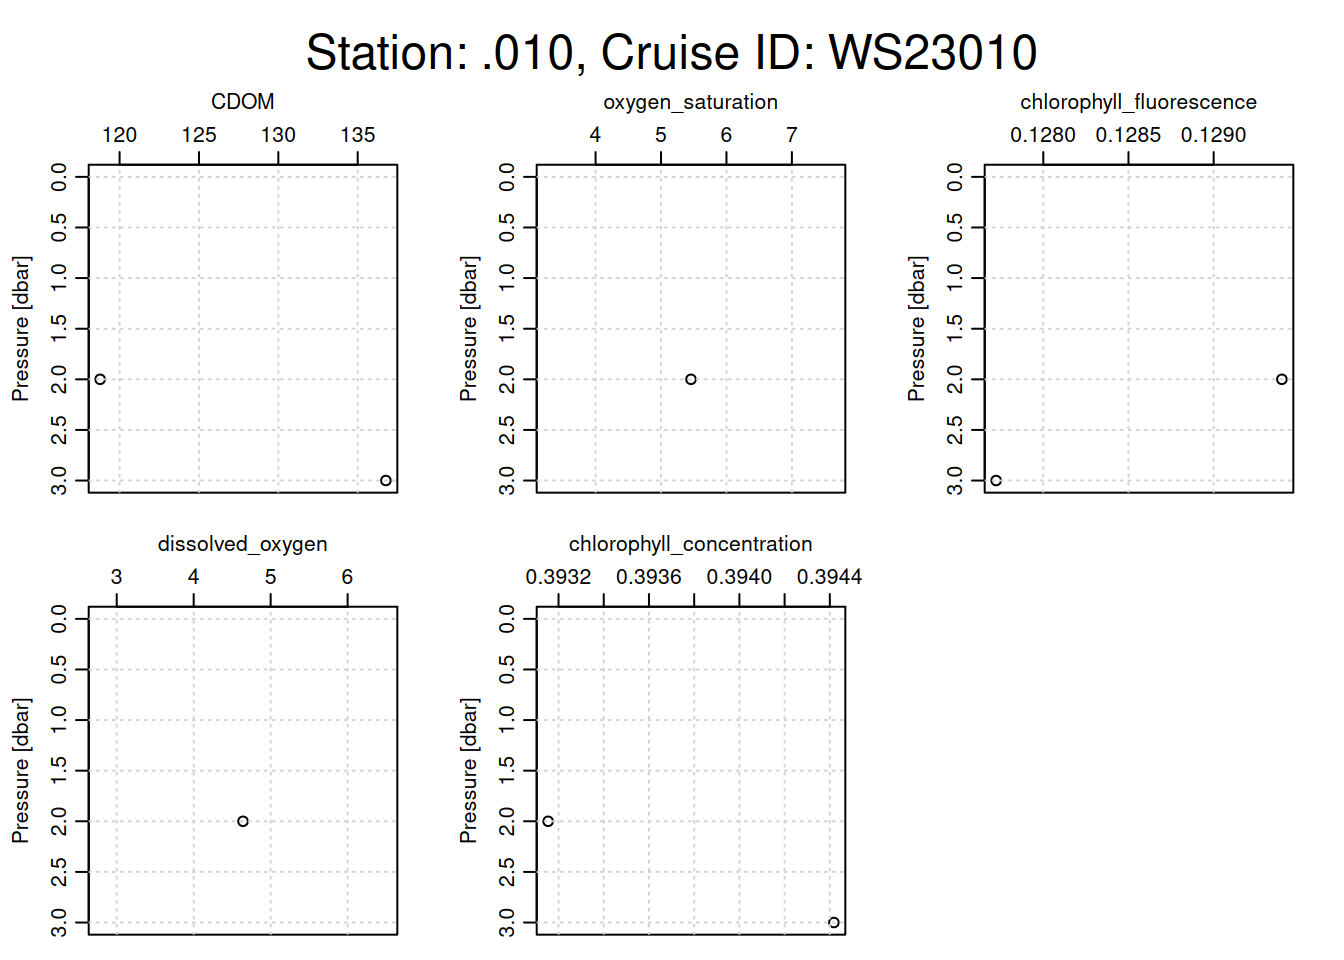 Station: .010, Cruise ID: WS23010
CDOM
120 125 130 135
Pressure [dbar]
0.0 0.5 1.0 1.5 2.0 2.5 3.0
oxygen_saturation
4 5 6 7
Pressure [dbar]
0.0 0.5 1.0 1.5 2.0 2.5 3.0
chlorophyll_fluorescence
0.1280 0.1285 0.1290
Pressure [dbar]
0.0 0.5 1.0 1.5 2.0 2.5 3.0
dissolved_oxygen
3 4 5 6
Pressure [dbar]
0.0 0.5 1.0 1.5 2.0 2.5 3.0
chlorophyll_concentration
0.3932 0.3936 0.3940 0.3944
Pressure [dbar]
0.0 0.5 1.0 1.5 2.0 2.5 3.0